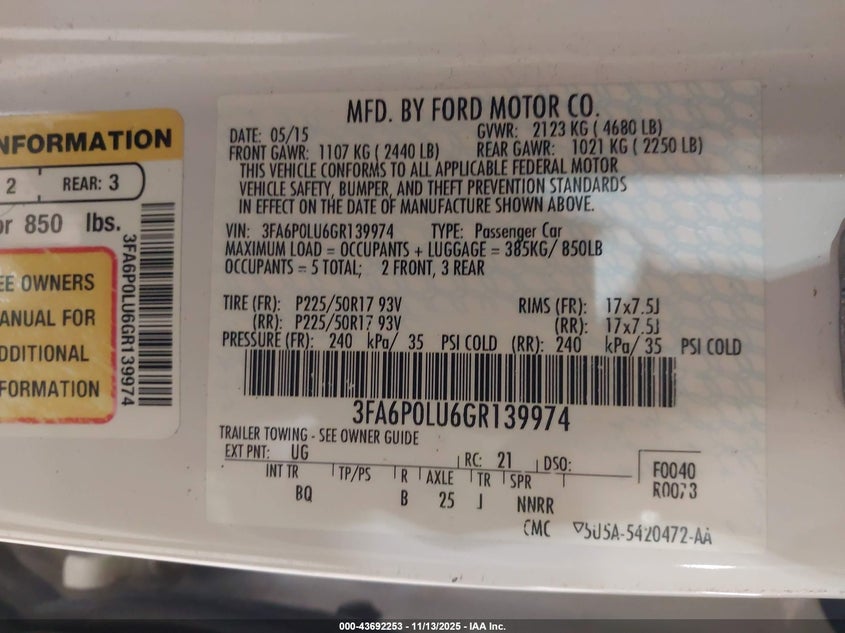 NFORMATION
2 REAR: 3
or 850 lbs.
EE OWNERS
ANUAL FOR
DDITIONAL
FORMATION
3FA6P0LU6GR139974
MFD. BY FORD MOTOR CO.
DATE: 05/15 GVWR: 2123 KG ( 4680 LB)
FRONT GAWR: 1107 KG ( 2440 LB) REAR GAWR: 1021 KG ( 2250 LB)
THIS VEHICLE CONFORMS TO ALL APPLICABLE FEDERAL MOTOR
VEHICLE SAFETY, BUMPER, AND THEFT PREVENTION STANDARDS
IN EFFECT ON THE DATE OF MANUFACTURE SHOWN ABOVE.
VIN: 3FA6P0LU6GR139974 TYPE: Passenger Car
MAXIMUM LOAD = OCCUPANTS + LUGGAGE = 385KG/ 850LB
OCCUPANTS = 5 TOTAL; 2 FRONT, 3 REAR
TIRE (FR): P225/50R17 93V RIMS (FR): 17x7.5J
(RR): P225/50R17 93V (RR): 17x7.5J
PRESSURE (FR): 240 kPa/ 35 PSI COLD (RR): 240 kPa/ 35 PSI COLD
3FA6P0LU6GR139974
TRAILER TOWING - SEE OWNER GUIDE
EXT PNT: UG RC: 21 DSO:
INT TR TP/PS R AXLE TR SPR F0040
BQ B 25 J NNRR R0073
CMC 5U5A-5420472-AA
000-43692253 - 11/13/2025 - IAA Inc.